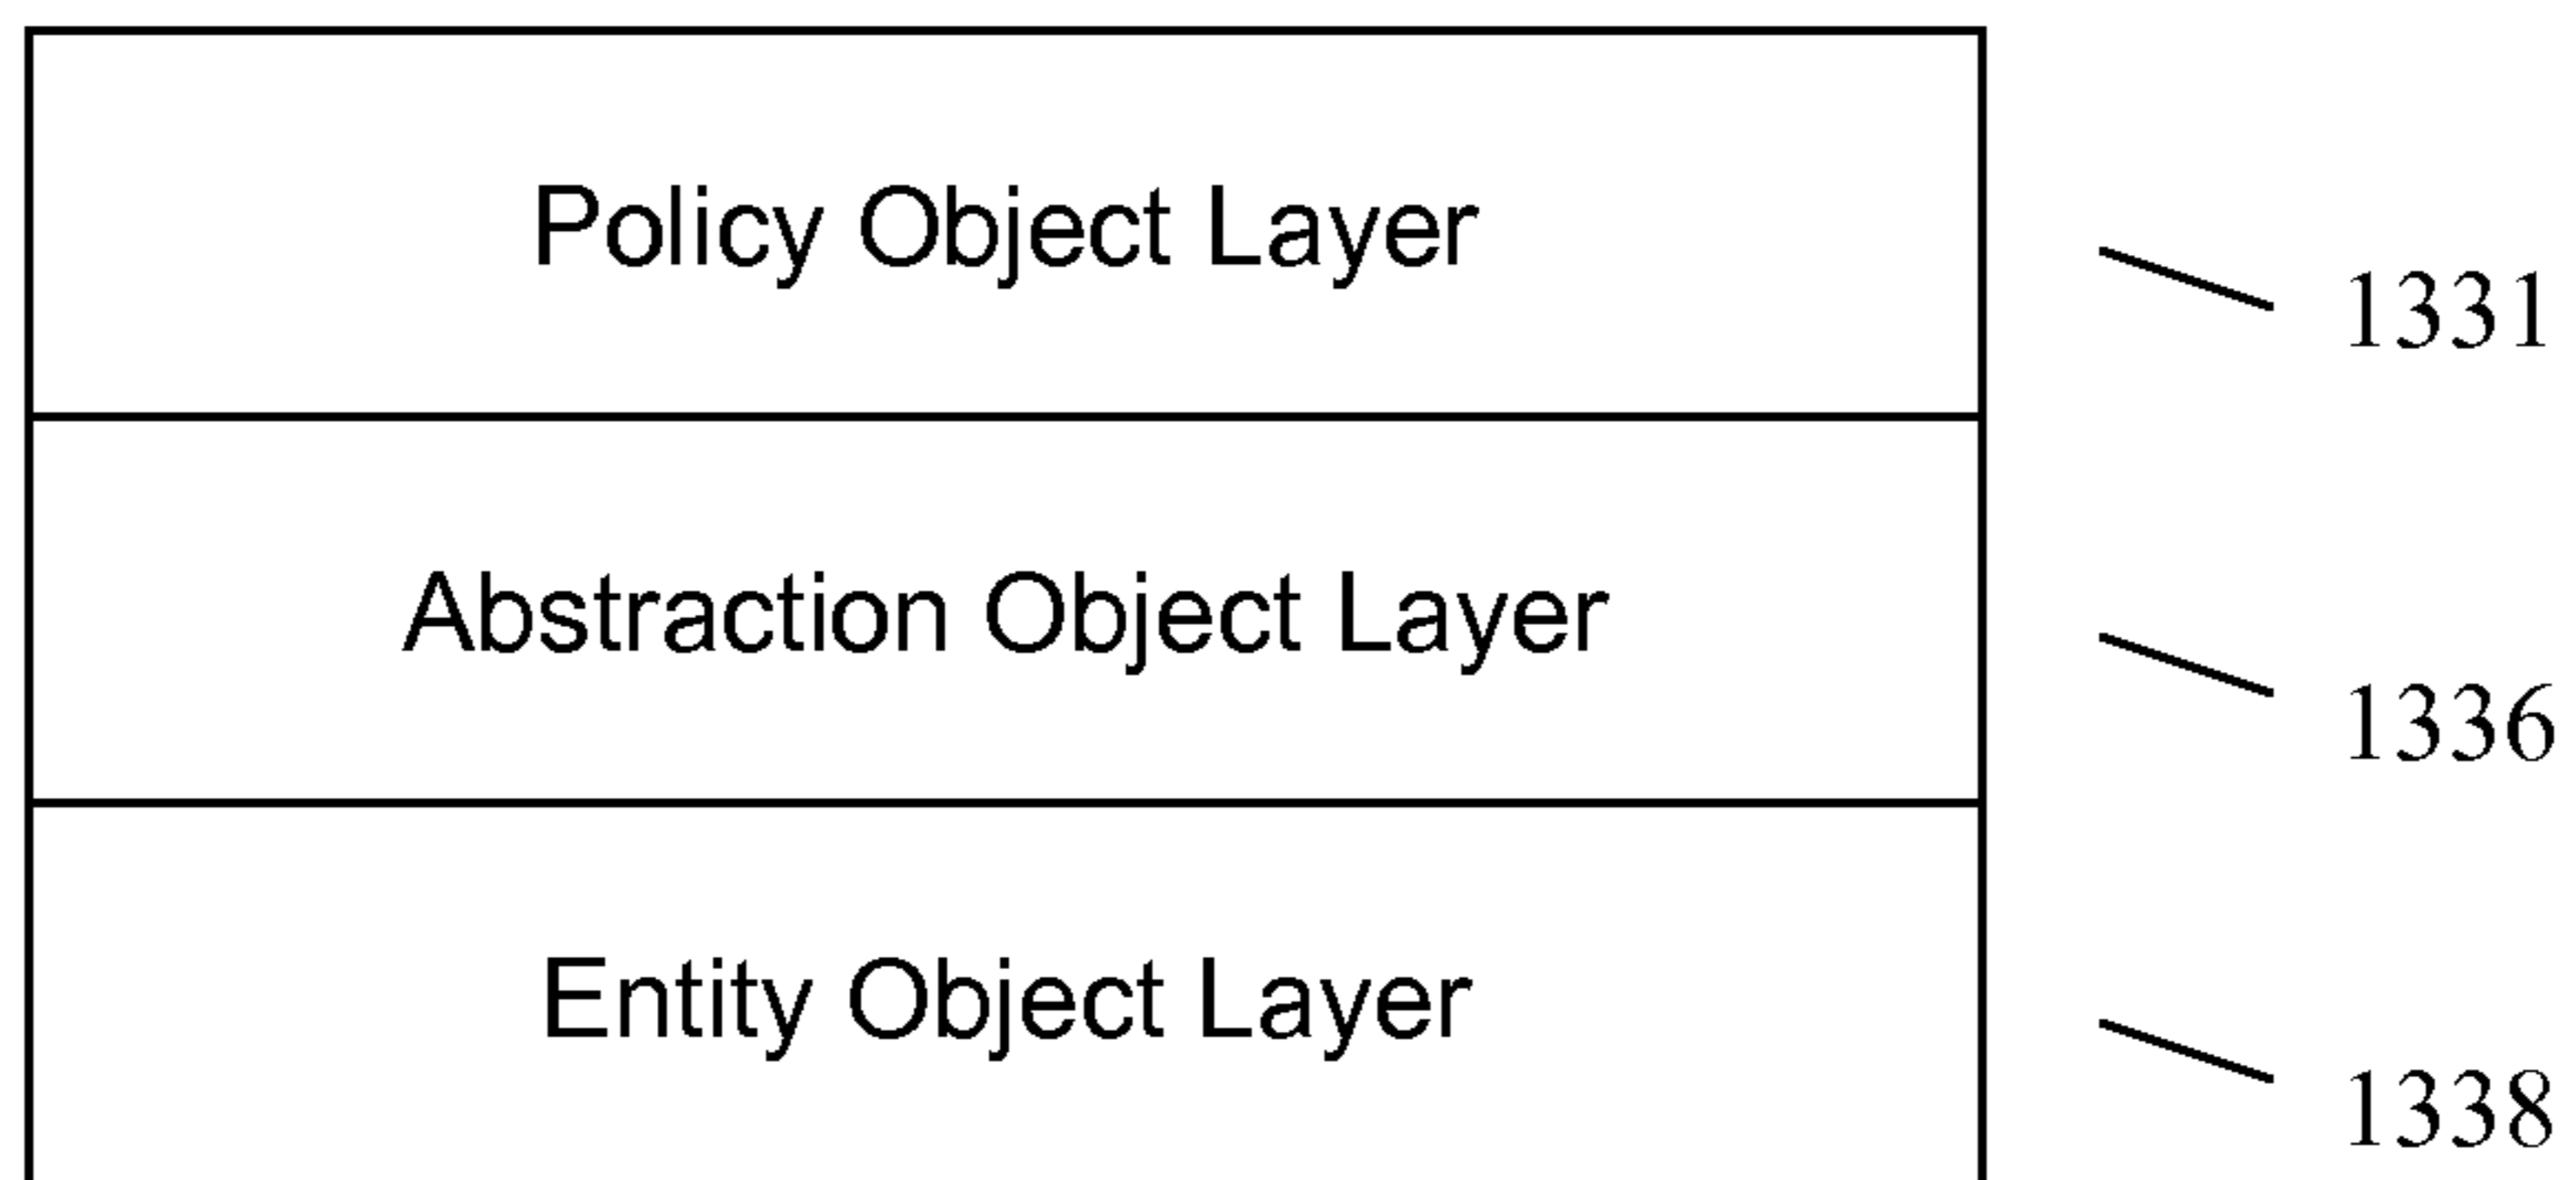 Policy Object Layer
1331
Abstraction Object Layer
1336
Entity Object Layer
1338